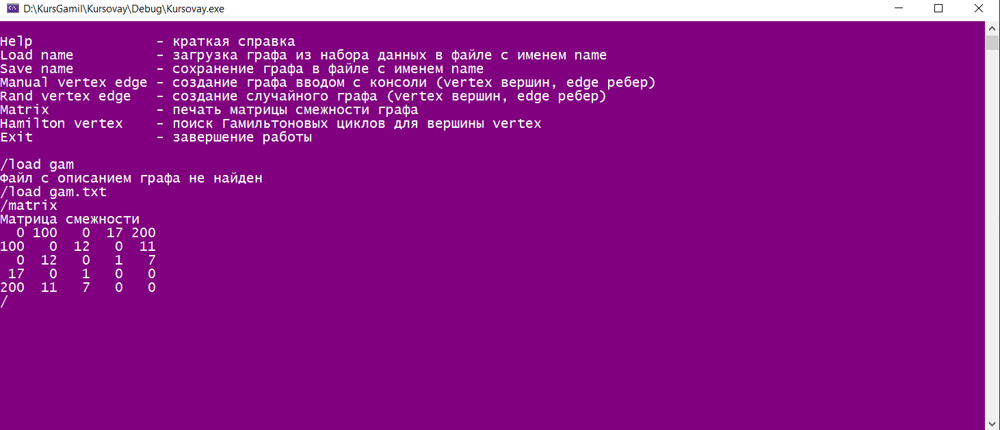 D:\KursGamil\Kursovay\Debug\Kursovay.exe
Help - краткая справка
Load name - загрузка графа из набора данных в файле с именем name
Save name - сохранение графа в файле с именем name
Manual vertex edge - создание графа вводом с консоли (vertex вершин, edge ребер)
Rand vertex edge - создание случайного графа (vertex вершин, edge ребер)
Matrix - печать матрицы смежности графа
Hamilton vertex - поиск Гамильтоновых циклов для вершины vertex
Exit - завершение работы
/load gam
Файл с описанием графа не найден
/load gam.txt
/matrix
Матрица смежности
0 100 0 17 200
100 0 12 0 11
0 12 0 1 7
17 0 1 0 0
200 11 7 0 0
/